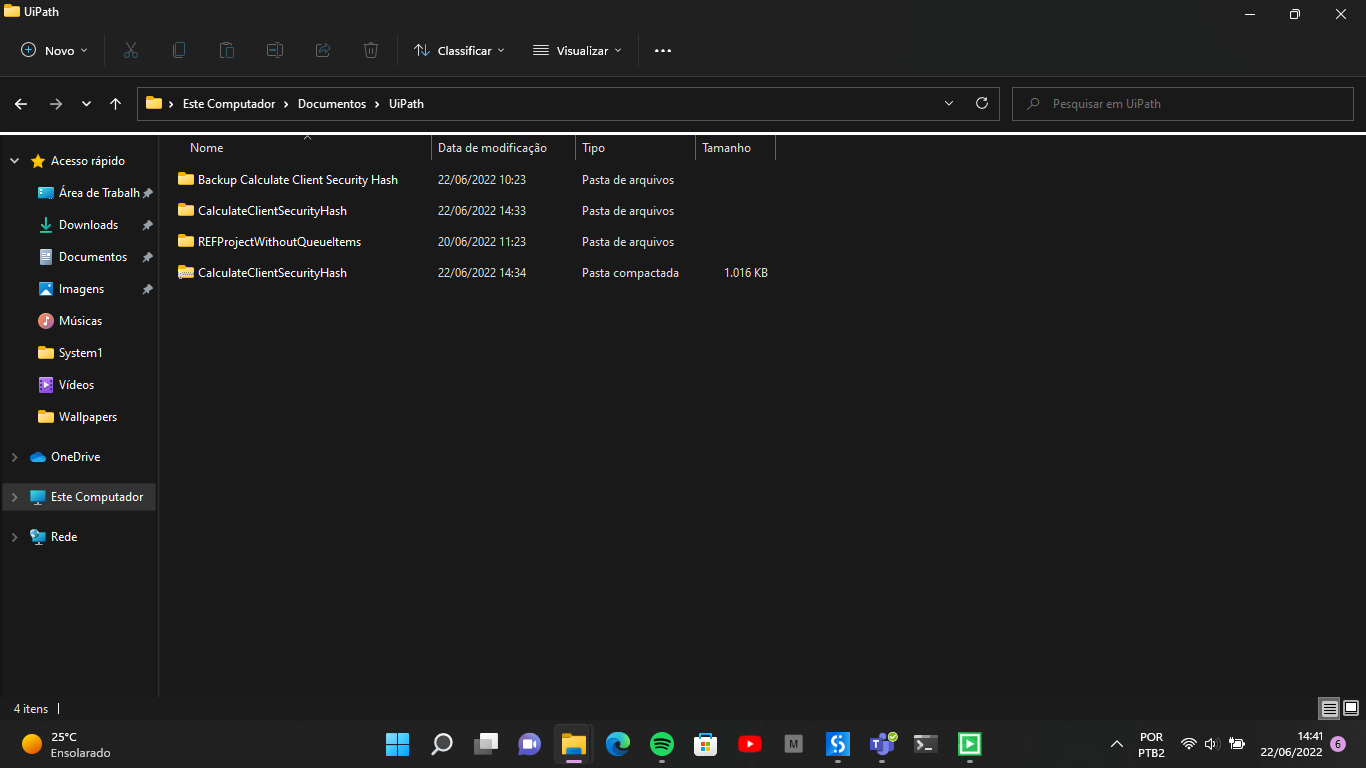 UiPath
Novo
Classificar
Visualizar
Este Computador
Documentos
UiPath
Pesquisar em UiPath
Nome
Data de modificação
Tipo
Tamanho
Acesso rápido
Área de Trabalh
Downloads
Documentos
Imagens
Músicas
System1
Vídeos
Wallpapers
OneDrive
Este Computador
Rede
Backup Calculate Client Security Hash 22/06/2022 10:23 Pasta de arquivos
CalculateClientSecurityHash 22/06/2022 14:33 Pasta de arquivos
REFProjectWithoutQueueItems 20/06/2022 11:23 Pasta de arquivos
CalculateClientSecurityHash 22/06/2022 14:34 Pasta compactada 1.016 KB
4 itens
25°C
Ensolarado
M
POR
PTB2
14:41
22/06/2022
6